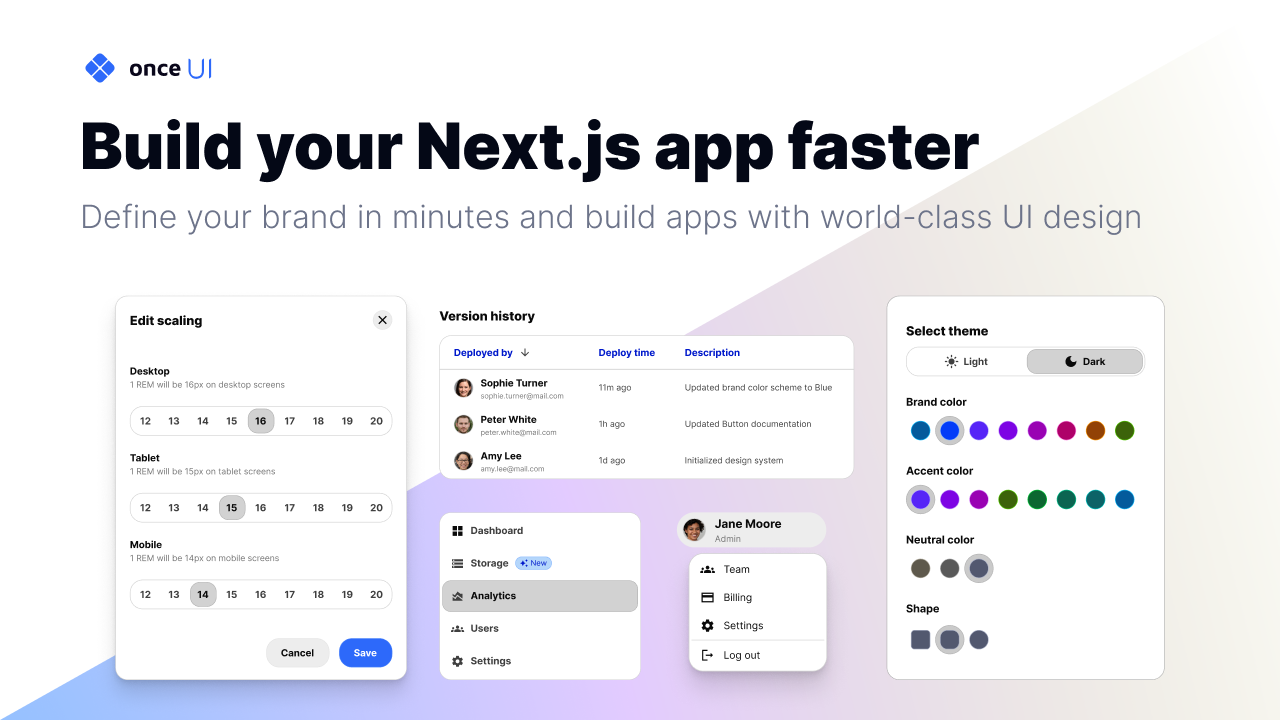 once UI
Build your Next.js app faster
Define your brand in minutes and build apps with world-class UI design
Edit scaling
Desktop
1 REM will be 16px on desktop screens
12 13 14 15 16 17 18 19 20
Tablet
1 REM will be 15px on tablet screens
12 13 14 15 16 17 18 19 20
Mobile
1 REM will be 14px on mobile screens
12 13 14 15 16 17 18 19 20
Cancel Save
Version history
Deployed by Deploy time Description
Sophie Turner
sophie.turner@mail.com
11m ago
Updated brand color scheme to Blue
Peter White
peter.white@mail.com
1h ago
Updated Button documentation
Amy Lee
amy.lee@mail.com
1d ago
Initialized design system
Dashboard
Storage New
Analytics
Users
Settings
Jane Moore
Admin
Team
Billing
Settings
Log out
Select theme
Light Dark
Brand color
Accent color
Neutral color
Shape